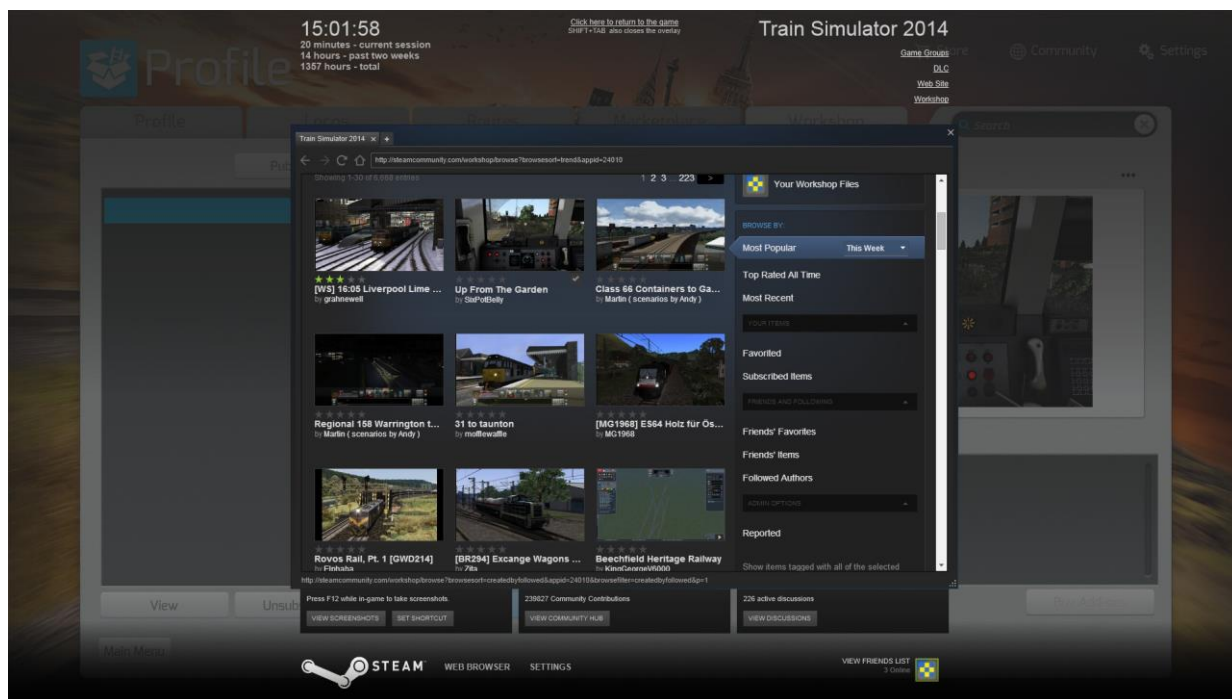 15:01:58
20 minutes - current session
14 hours - past two weeks
1357 hours - total
Click here to return to the game
SHIFT+TAB also closes the overlay
Train Simulator 2014
Game Groups
DLC
Web Site
Workshop
Profile
Community
Settings
Profile
Locos
Workshop
Search
Train Simulator 2014 x +
http://steamcommunity.com/workshop/browse?browsesort=trend&appid=24010
Showing 1-30 of 6,668 entries
1 2 3 ... 223 >
Your Workshop Files
BROWSE BY:
Most Popular
This Week
Top Rated All Time
Most Recent
YOUR ITEMS
Favorited
Subscribed Items
FRIENDS AND FOLLOWING
Friends' Favorites
Friends' Items
Followed Authors
ADMIN OPTIONS
Reported
Show items tagged with all of the selected
[WS] 16:05 Liverpool Lime ...
by grahnewell
Up From The Garden
by SixPotBelly
Class 66 Containers to Ga...
by Martin ( scenarios by Andy )
Regional 158 Warrington t...
by Martin ( scenarios by Andy )
31 to taunton
by mofflewaffle
[MG1968] ES64 Holz für Ös...
by MG1968
Rovos Rail, Pt. 1 [GWD214]
[BR294] Excange Wagons ...
by Zita
Beechfield Heritage Railway
by KingGeorgeV6000
http://steamcommunity.com/workshop/browse?browsesort=createdbyfollowed&appid=24010&browsefilter=createdbyfollowed&p=1
Press F12 while in-game to take screenshots.
VIEW SCREENSHOTS
SET SHORTCUT
239827 Community Contributions
VIEW COMMUNITY HUB
226 active discussions
VIEW DISCUSSIONS
View
Main Menu
STEAM
WEB BROWSER
SETTINGS
VIEW FRIENDS LIST
3 Online